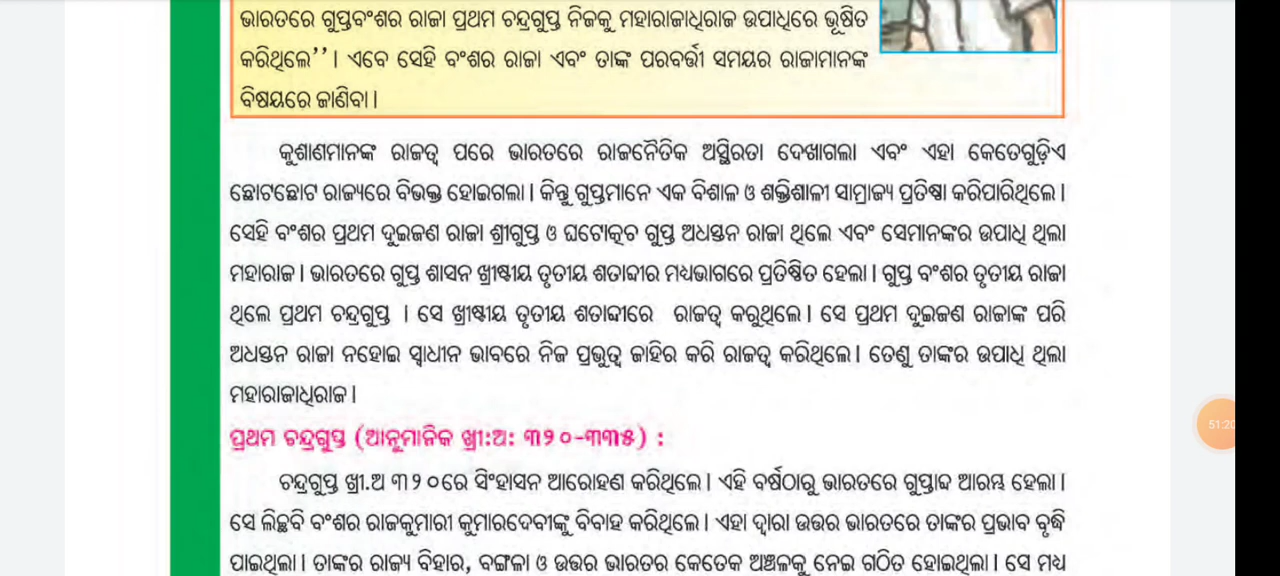 ଭାରତରେ ଗୁପ୍ତବଂଶର ରାଜା ପ୍ରଥମ ଚନ୍ଦ୍ରଗୁପ୍ତ ନିଜକୁ ମହାରାଜାଧିରାଜ ଉପାଧିରେ ଭୂଷିତ
କରିଥିଲେ’’। ଏବେ ସେହି ବଂଶର ରାଜା ଏବଂ ତାଙ୍କ ପରବର୍ତ୍ତୀ ସମୟର ରାଜାମାନଙ୍କ
ବିଷୟରେ ଜାଣିବା।
କୁଶାଣମାନଙ୍କ ରାଜତ୍ୱ ପରେ ଭାରତରେ ରାଜନୈତିକ ଅସ୍ଥିରତା ଦେଖାଗଲା ଏବଂ ଏହା କେତେଗୁଡ଼ିଏ
ଛୋଟଛୋଟ ରାଜ୍ୟରେ ବିଭକ୍ତ ହୋଇଗଲା। କିନ୍ତୁ ଗୁପ୍ତମାନେ ଏକ ବିଶାଳ ଓ ଶକ୍ତିଶାଳୀ ସାମ୍ରାଜ୍ୟ ପ୍ରତିଷ୍ଠା କରିପାରିଥିଲେ।
ସେହି ବଂଶର ପ୍ରଥମ ଦୁଇଜଣ ରାଜା ଶ୍ରୀଗୁପ୍ତ ଓ ଘଟୋତ୍କଚ ଗୁପ୍ତ ଅଧସ୍ତନ ରାଜା ଥିଲେ ଏବଂ ସେମାନଙ୍କର ଉପାଧି ଥିଲା
ମହାରାଜ। ଭାରତରେ ଗୁପ୍ତ ଶାସନ ଖ୍ରୀଷ୍ଟୀୟ ତୃତୀୟ ଶତାବ୍ଦୀର ମଧ୍ୟଭାଗରେ ପ୍ରତିଷ୍ଠିତ ହେଲା। ଗୁପ୍ତ ବଂଶର ତୃତୀୟ ରାଜା
ଥିଲେ ପ୍ରଥମ ଚନ୍ଦ୍ରଗୁପ୍ତ । ସେ ଖ୍ରୀଷ୍ଟୀୟ ତୃତୀୟ ଶତାବ୍ଦୀରେ ରାଜତ୍ୱ କରୁଥିଲେ। ସେ ପ୍ରଥମ ଦୁଇଜଣ ରାଜାଙ୍କ ପରି
ଅଧସ୍ତନ ରାଜା ନହୋଇ ସ୍ୱାଧୀନ ଭାବରେ ନିଜ ପ୍ରଭୁତ୍ୱ ଜାହିର କରି ରାଜତ୍ୱ କରିଥିଲେ। ତେଣୁ ତାଙ୍କର ଉପାଧି ଥିଲା
ମହାରାଜାଧିରାଜ।
ପ୍ରଥମ ଚନ୍ଦ୍ରଗୁପ୍ତ (ଆନୁମାନିକ ଖ୍ରୀ:ଅ: ୩୨୦-୩୩୫) :
ଚନ୍ଦ୍ରଗୁପ୍ତ ଖ୍ରୀ.ଅ ୩୨୦ରେ ସିଂହାସନ ଆରୋହଣ କରିଥିଲେ। ଏହି ବର୍ଷଠାରୁ ଭାରତରେ ଗୁପ୍ତାବ୍ଦ ଆରମ୍ଭ ହେଲା।
ସେ ଲିଚ୍ଛବି ବଂଶର ରାଜକୁମାରୀ କୁମାରଦେବୀଙ୍କୁ ବିବାହ କରିଥିଲେ। ଏହା ଦ୍ୱାରା ଉତ୍ତର ଭାରତରେ ତାଙ୍କର ପ୍ରଭାବ ବୃଦ୍ଧି
ପାଇଥିଲା। ତାଙ୍କର ରାଜ୍ୟ ବିହାର, ବଙ୍ଗଳା ଓ ଉତ୍ତର ଭାରତର କେତେକ ଅଞ୍ଚଳକୁ ନେଇ ଗଠିତ ହୋଇଥିଲା। ସେ ମଧ୍ୟ
51:20